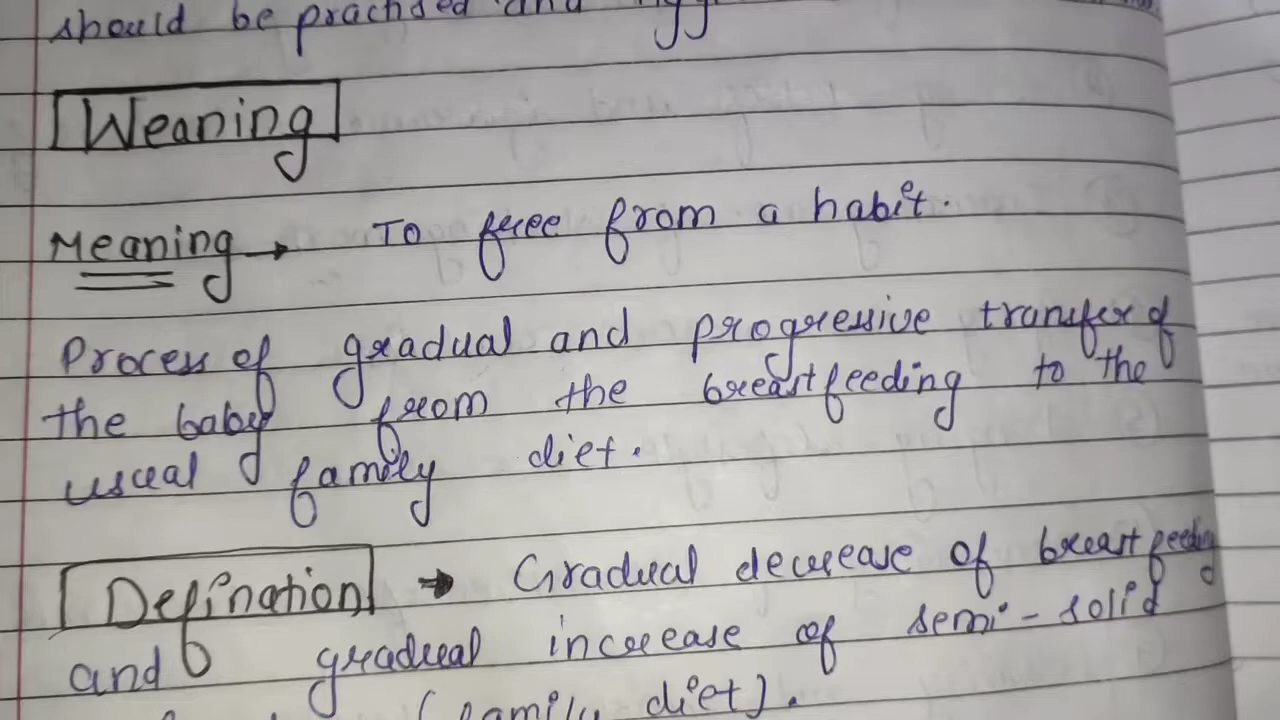 should be practised and
Weaning
Meaning → To free from a habit.
Process of gradual and progressive transfer of
the baby from the breastfeeding to the
usual family diet.
Defination → Gradual decrease of breastfeeding
and gradual increase of semi-solid
(family diet).